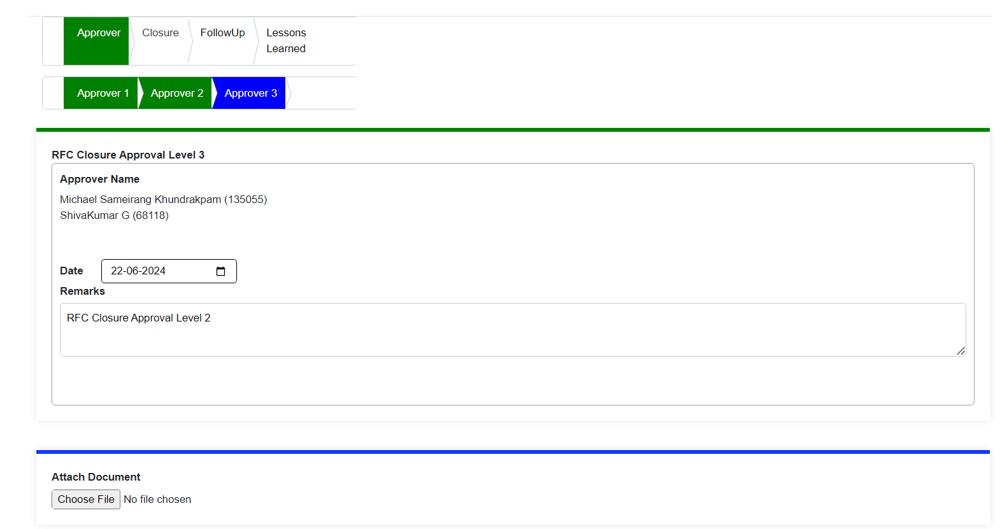 Approver
Closure
FollowUp
Lessons
Learned
Approver 1
Approver 2
Approver 3
RFC Closure Approval Level 3
Approver Name
Michael Sameirang Khundrakpam (135055)
ShivaKumar G (68118)
Date 22-06-2024
Remarks
RFC Closure Approval Level 2
Attach Document
Choose File No file chosen